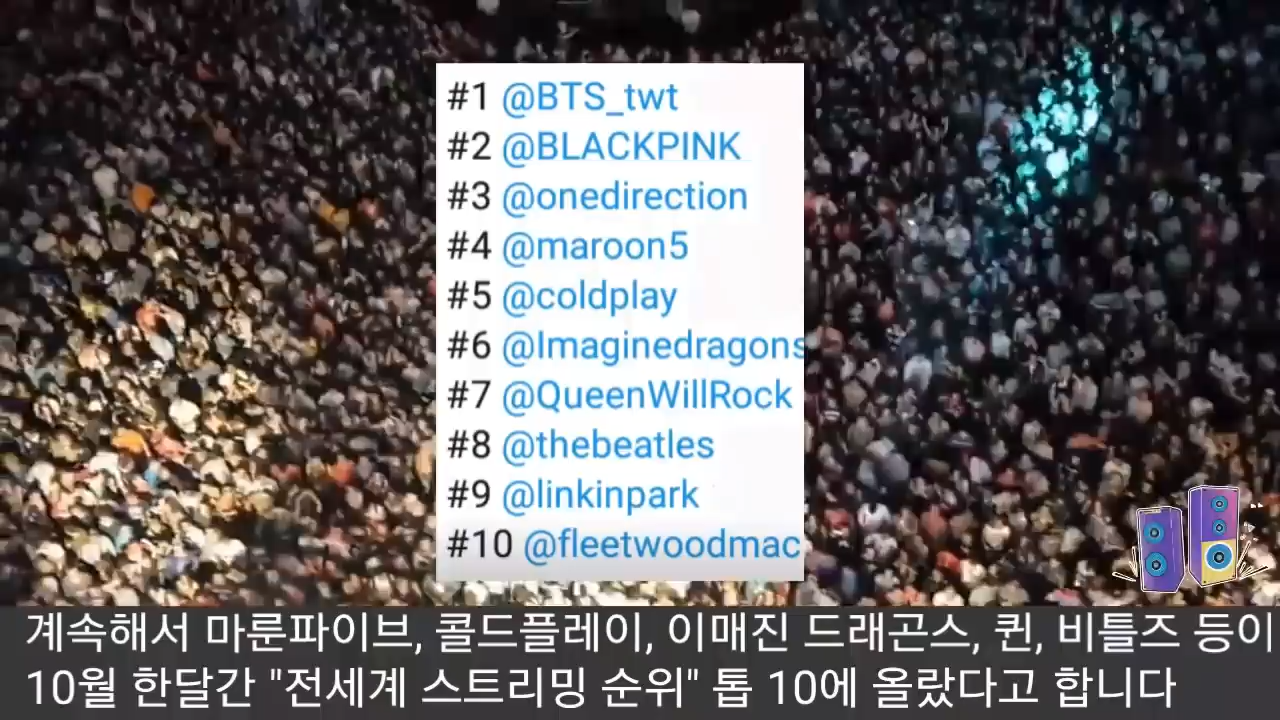 #1 @BTS_twt
#2 @BLACKPINK
#3 @onedirection
#4 @maroon5
#5 @coldplay
#6 @Imaginedragons
#7 @QueenWillRock
#8 @thebeatles
#9 @linkinpark
#10 @fleetwoodmac
계속해서 마룬파이브, 콜드플레이, 이매진 드래곤스, 퀸, 비틀즈 등이
10월 한달간 "전세계 스트리밍 순위" 톱 10에 올랐다고 합니다